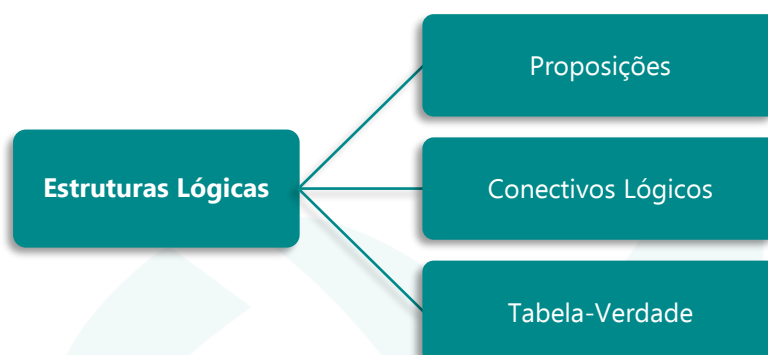 Proposições
Estruturas Lógicas
Conectivos Lógicos
Tabela-Verdade